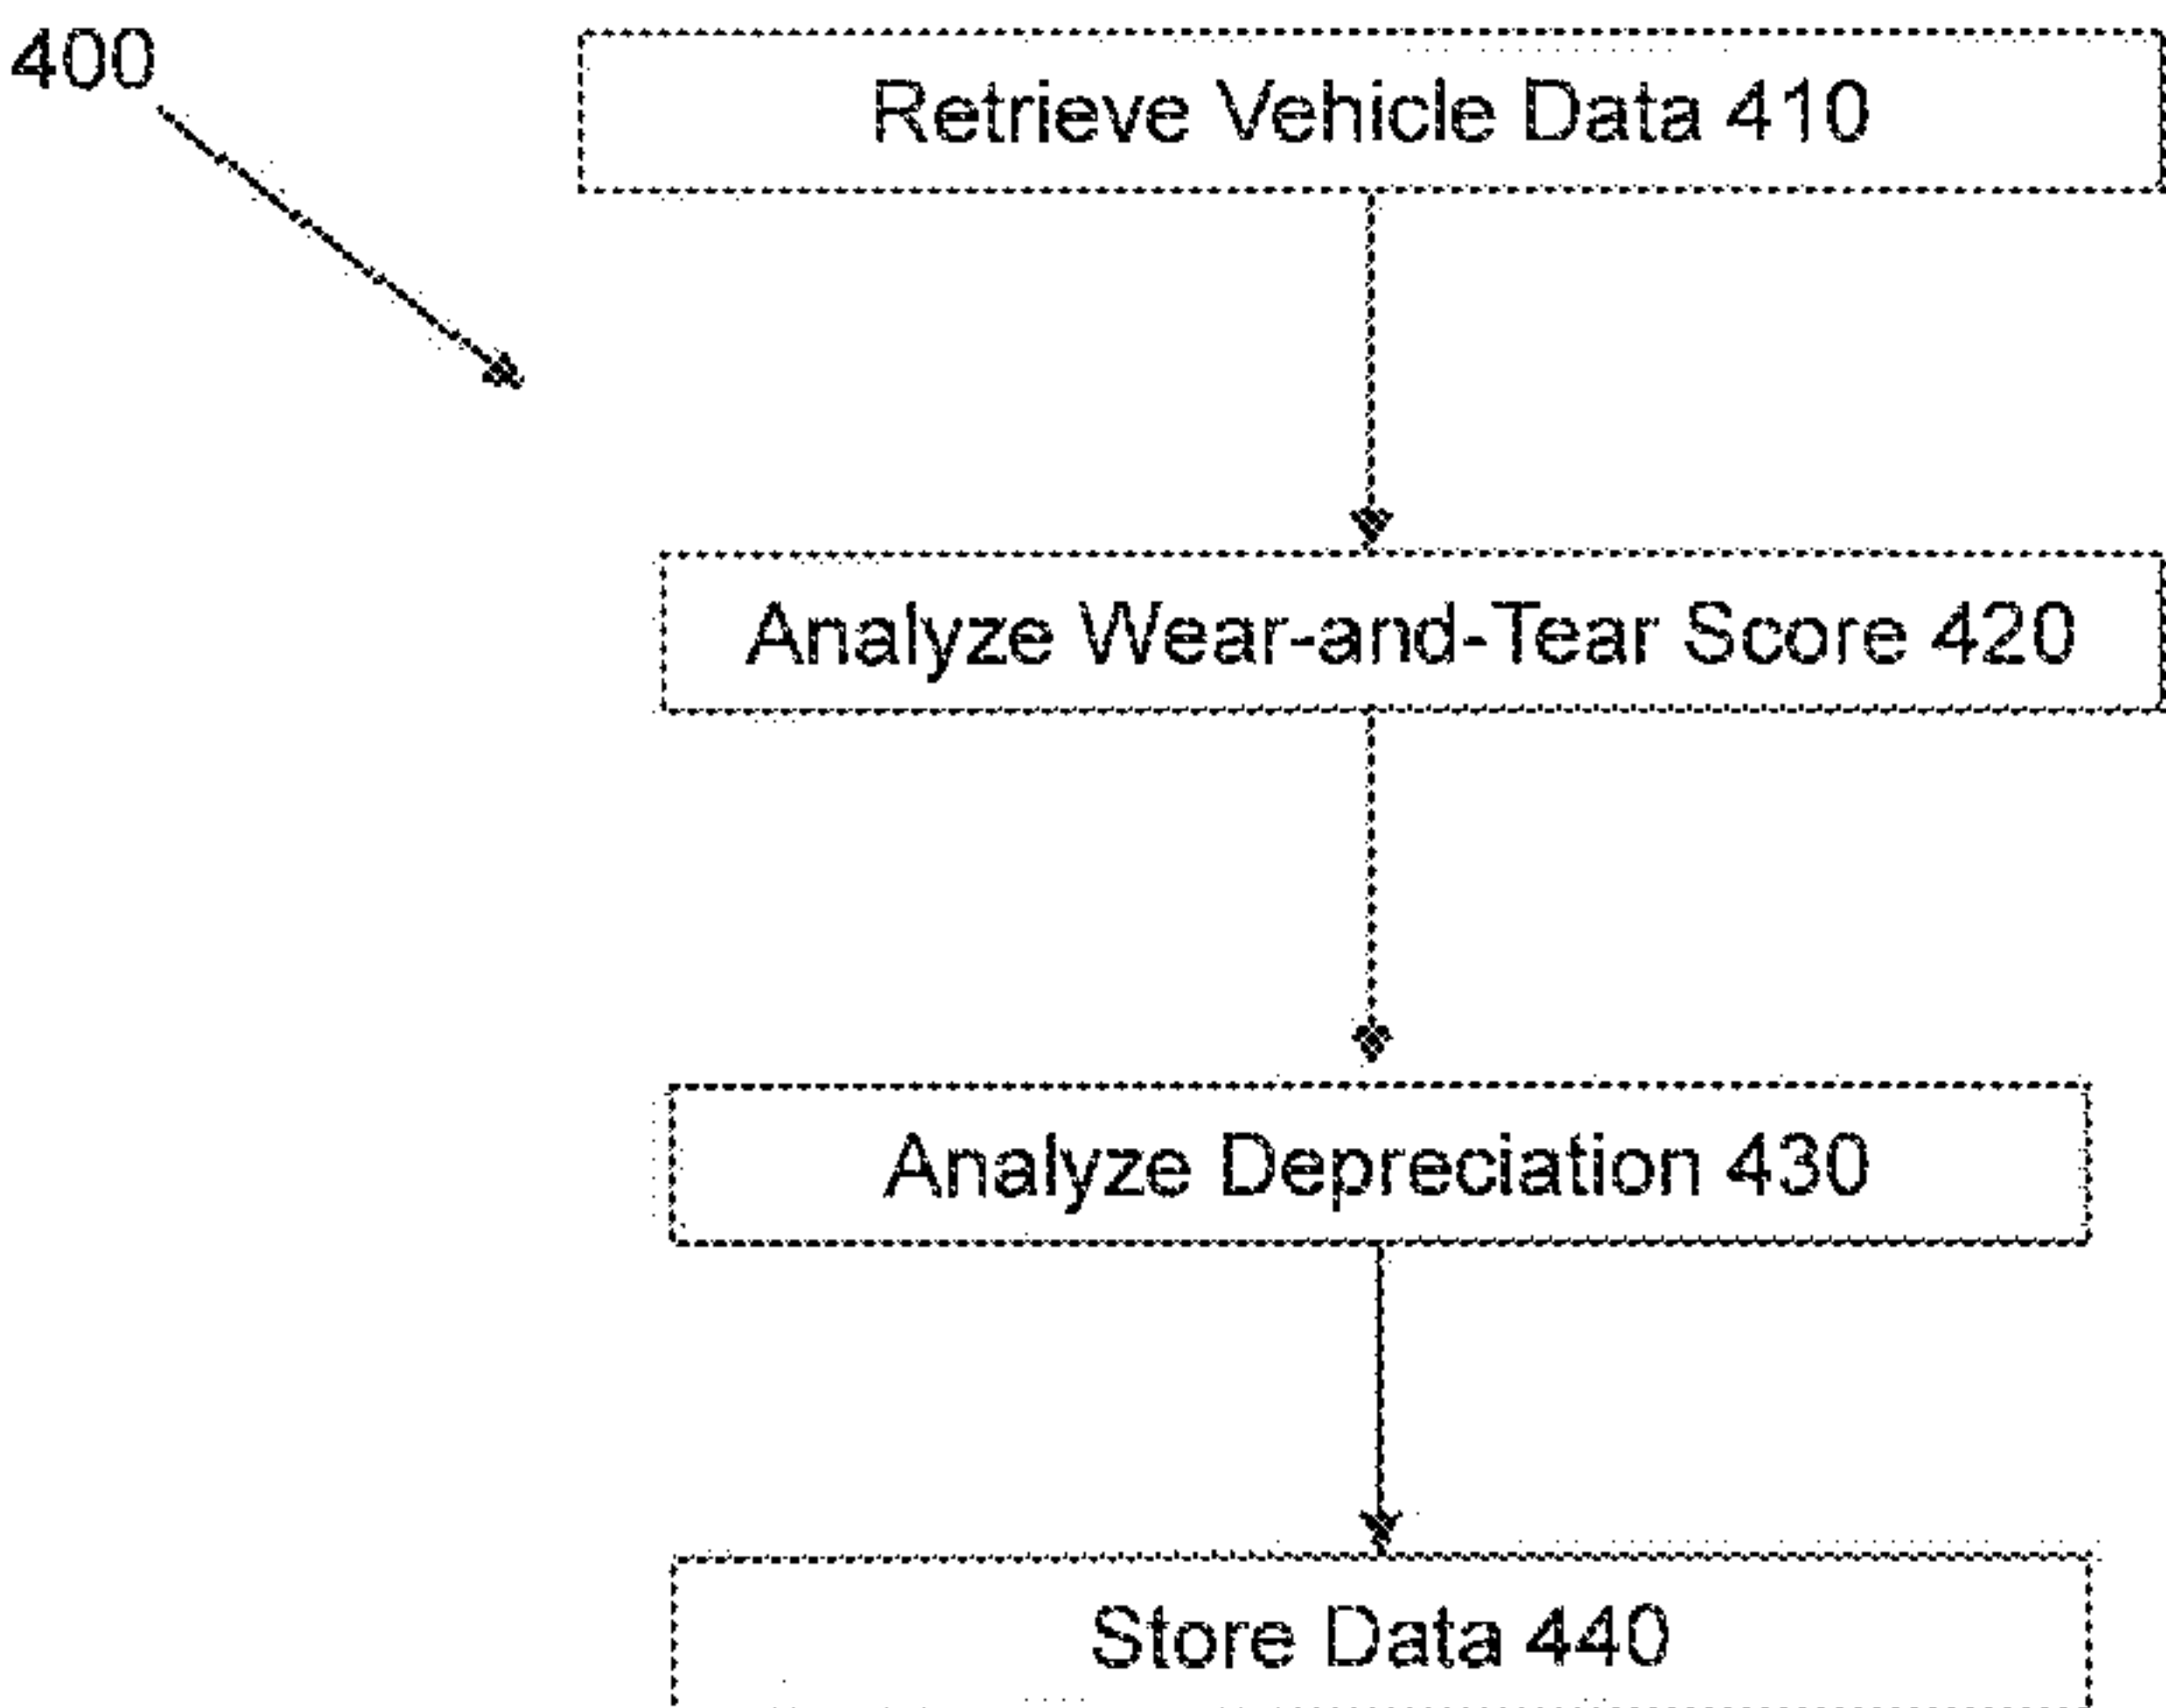 400
Retrieve Vehicle Data 410
Analyze Wear-and-Tear Score 420
Analyze Depreciation 430
Store Data 440